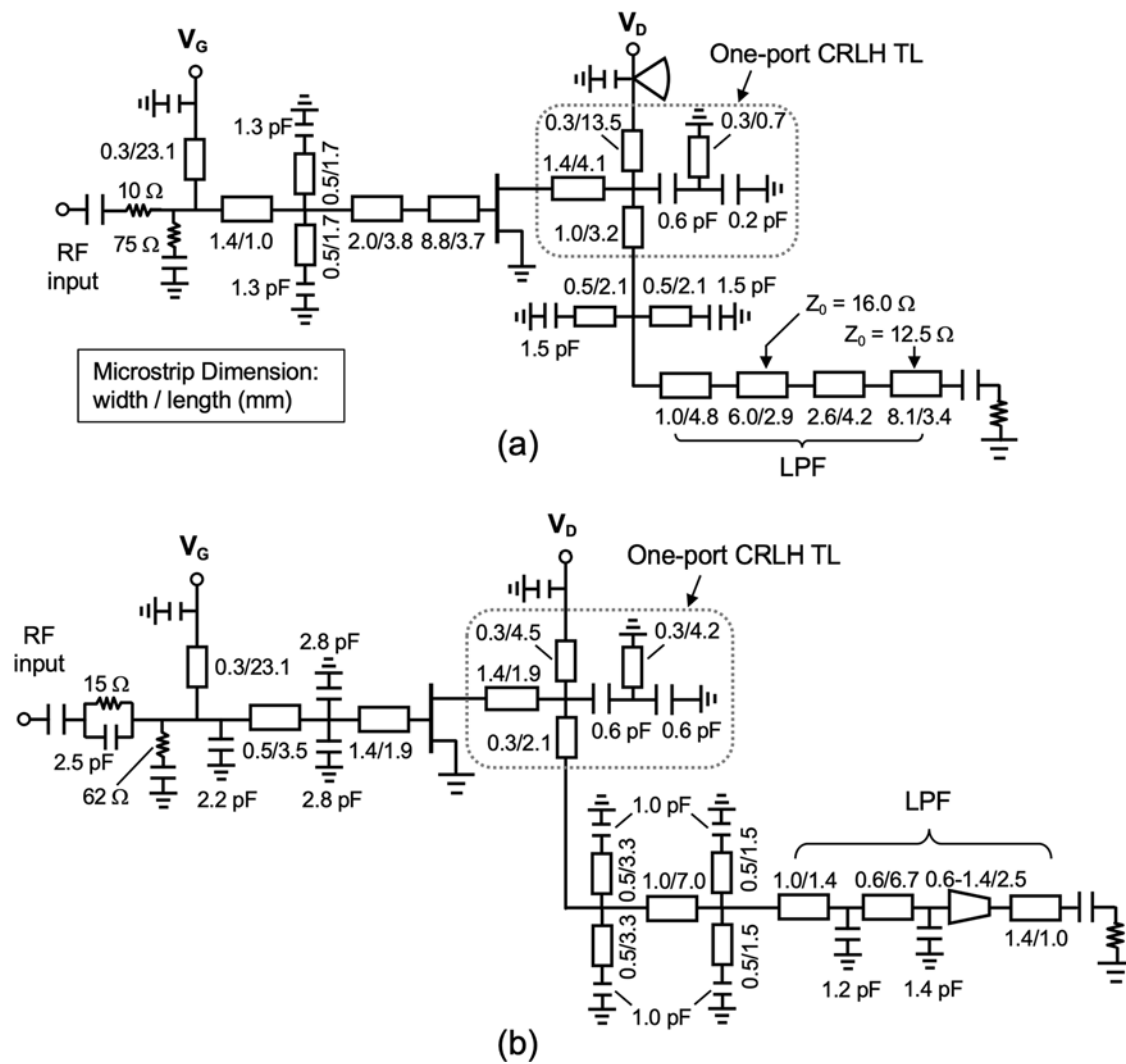 V_G
0.3/23.1
1.3 pF
0.5/1.7
10 Ω
75 Ω
RF
input
1.4/1.0
0.5/1.7
1.3 pF
2.0/3.8
8.8/3.7
V_D
One-port CRLH TL
0.3/13.5
0.3/0.7
1.4/4.1
0.6 pF
0.2 pF
1.0/3.2
0.5/2.1
0.5/2.1
1.5 pF
1.5 pF
Z_0 = 16.0 Ω
Z_0 = 12.5 Ω
1.0/4.8
6.0/2.9
2.6/4.2
8.1/3.4
LPF
Microstrip Dimension:
width / length (mm)
(a)
V_G
RF
input
15 Ω
2.5 pF
62 Ω
0.3/23.1
2.2 pF
0.5/3.5
2.8 pF
2.8 pF
1.4/1.9
V_D
One-port CRLH TL
0.3/4.5
0.3/4.2
1.4/1.9
0.6 pF
0.6 pF
0.3/2.1
1.0 pF
0.5/3.3
0.5/1.5
1.0/7.0
0.5/3.3
0.5/1.5
1.0 pF
LPF
1.0/1.4
0.6/6.7
0.6-1.4/2.5
1.4/1.0
1.2 pF
1.4 pF
(b)